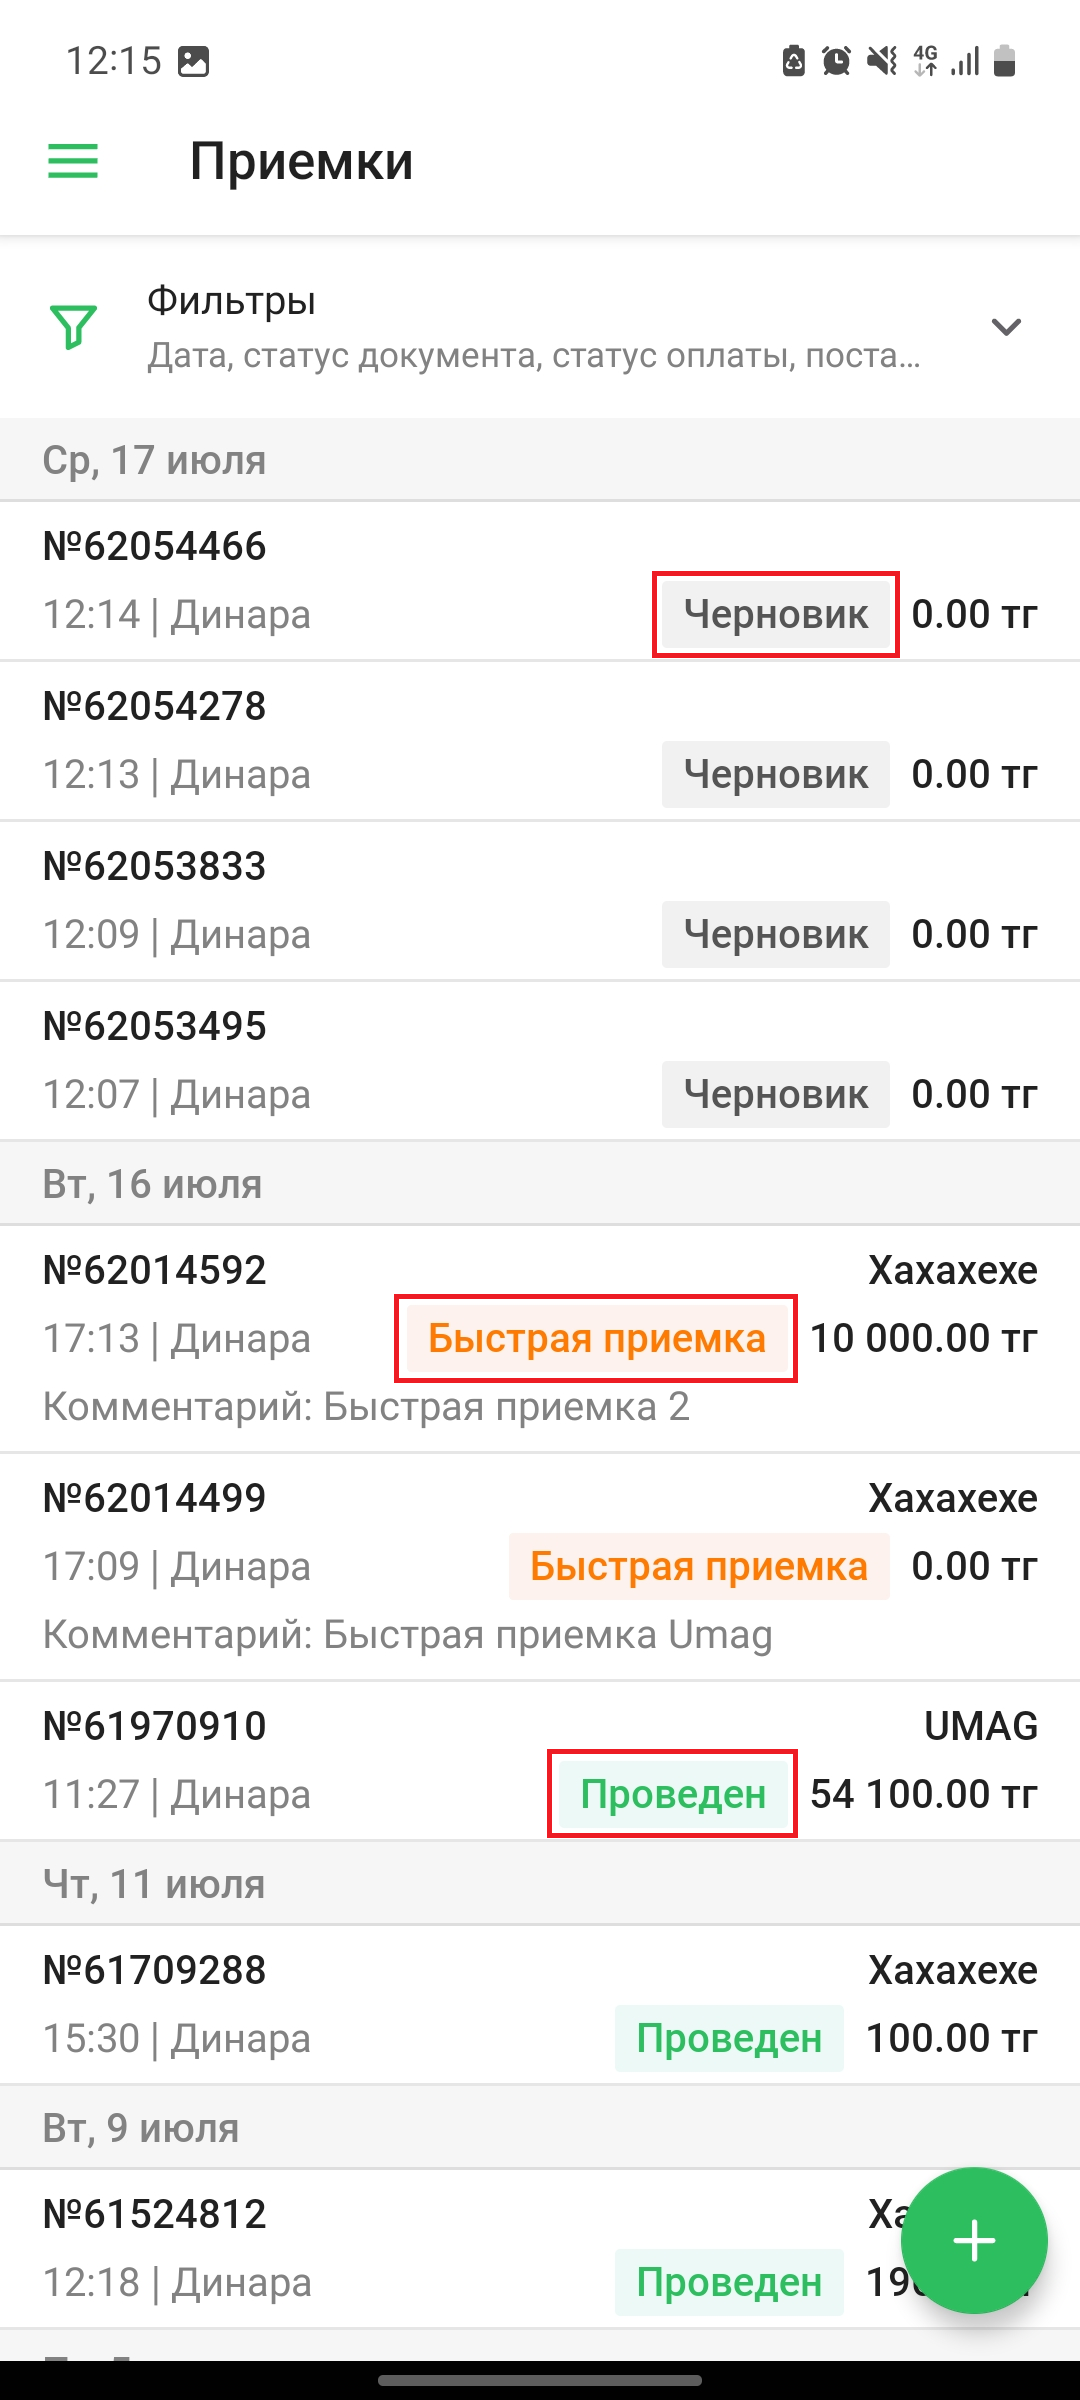 12:15 4G
Приемки
Фильтры
Дата, статус документа, статус оплаты, поста...
Ср, 17 июля
№62054466
12:14 | Динара Черновик 0.00 тг
№62054278
12:13 | Динара Черновик 0.00 тг
№62053833
12:09 | Динара Черновик 0.00 тг
№62053495
12:07 | Динара Черновик 0.00 тг
Вт, 16 июля
№62014592 Хахахехе
17:13 | Динара Быстрая приемка 10 000.00 тг
Комментарий: Быстрая приемка 2
№62014499 Хахахехе
17:09 | Динара Быстрая приемка 0.00 тг
Комментарий: Быстрая приемка Umag
№61970910 UMAG
11:27 | Динара Проведен 54 100.00 тг
Чт, 11 июля
№61709288 Хахахехе
15:30 | Динара Проведен 100.00 тг
Вт, 9 июля
№61524812
12:18 | Динара Проведен